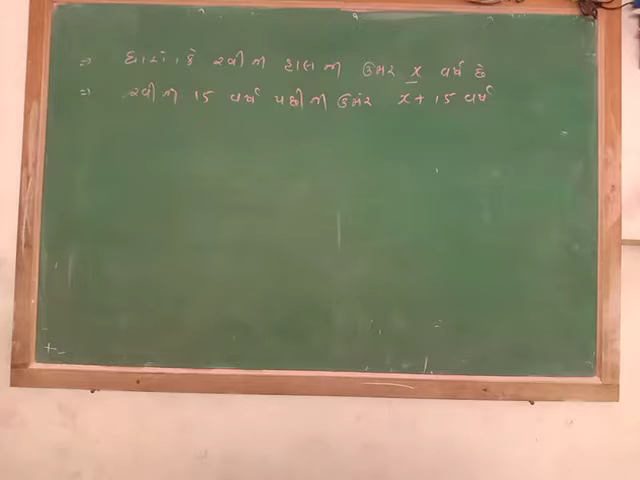 ⇒ ધારો કે રવીની હાલની ઉંમર x વર્ષ છે
⇒ રવીની 15 વર્ષ પછીની ઉંમર x + 15 વર્ષ